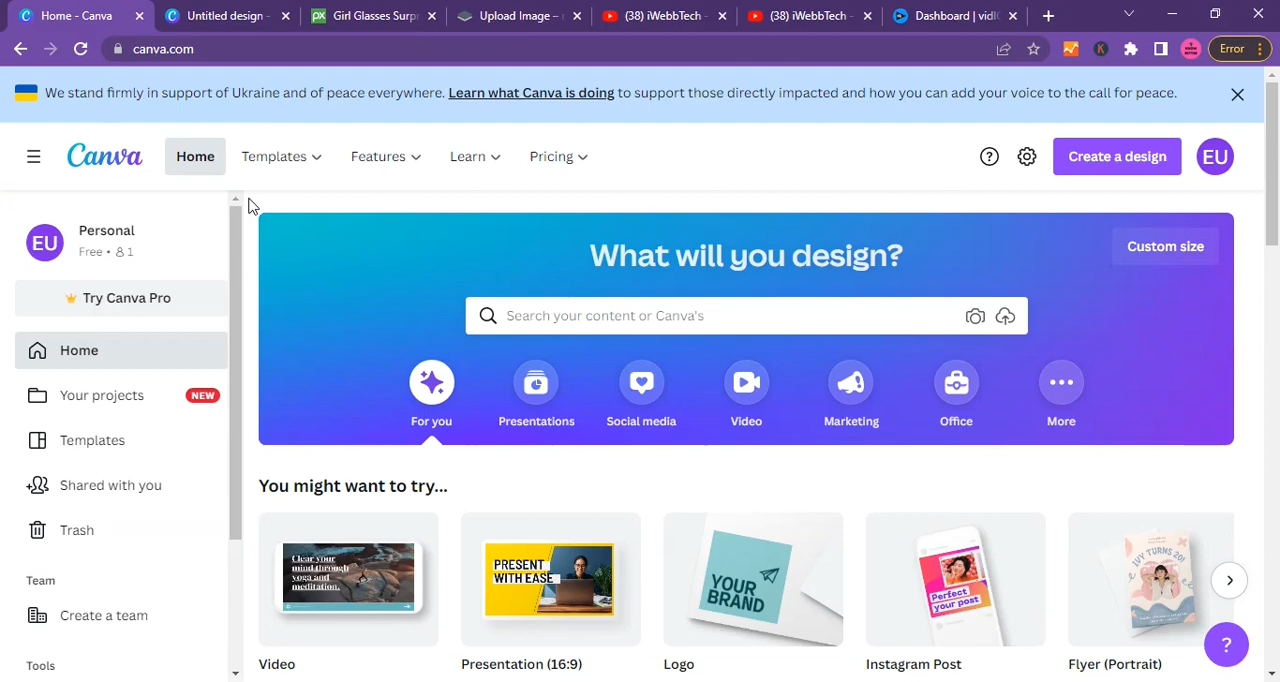 Home - Canva
Untitled design -
Girl Glasses Surp
Upload Image –
(38) iWebbTech -
(38) iWebbTech -
Dashboard | vidI
canva.com
Error
We stand firmly in support of Ukraine and of peace everywhere. Learn what Canva is doing to support those directly impacted and how you can add your voice to the call for peace.
Canva
Home
Templates
Features
Learn
Pricing
Create a design
EU
EU
Personal
Free • 1
Try Canva Pro
Home
Your projects
NEW
Templates
Shared with you
Trash
Team
Create a team
Tools
What will you design?
Custom size
Search your content or Canva's
For you
Presentations
Social media
Video
Marketing
Office
More
You might want to try...
Clear your
mind through
yoga and
meditation.
PRESENT
WITH EASE
YOUR
BRAND
Perfect
your post
IVY TURNS 20!
Video
Presentation (16:9)
Logo
Instagram Post
Flyer (Portrait)
?